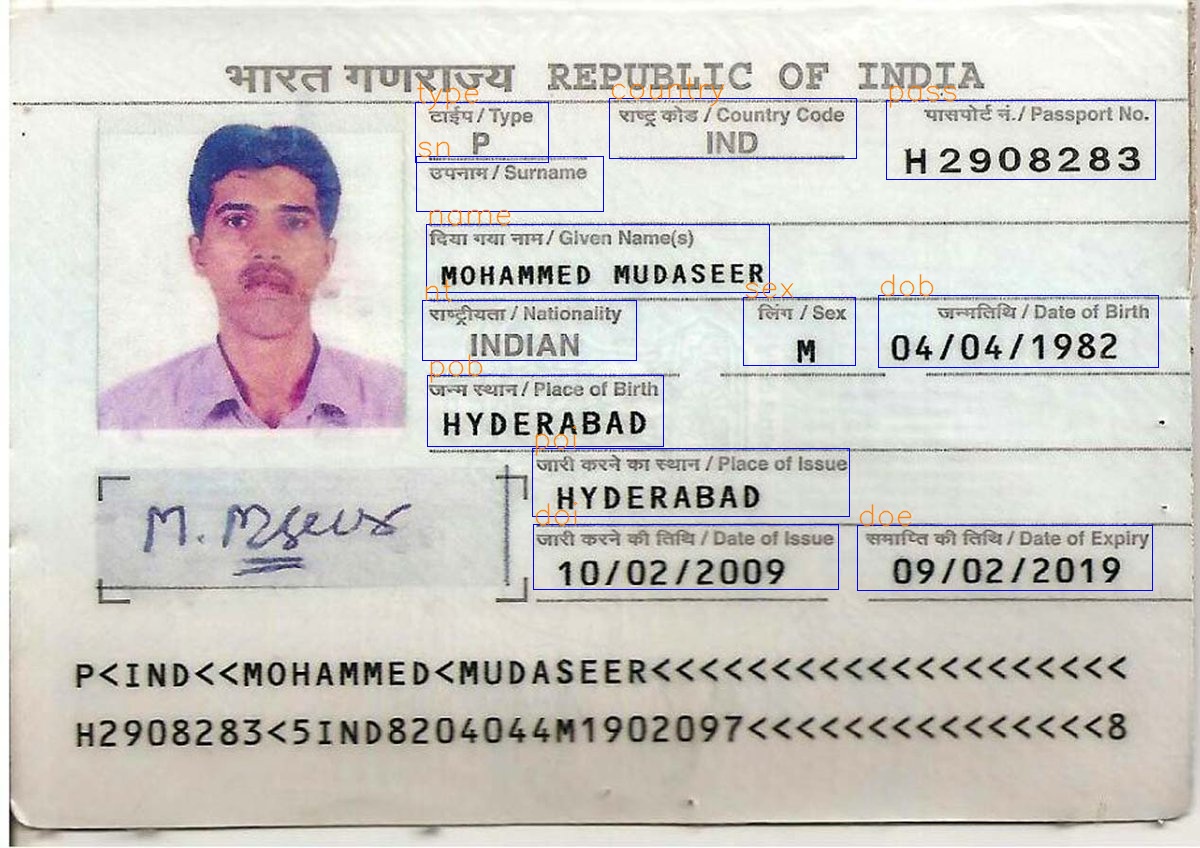 भारत गणराज्य REPUBLIC OF INDIA
type country pass
टाईप / Type राष्ट्र कोड / Country Code पासपोर्ट नं. / Passport No.
P IND H2908283
sn
उपनाम / Surname
name
दिया गया नाम / Given Name(s)
MOHAMMED MUDASEER
nt sex dob
राष्ट्रीयता / Nationality लिंग / Sex जन्मतिथि / Date of Birth
INDIAN M 04/04/1982
pob
जन्म स्थान / Place of Birth
HYDERABAD
poi
जारी करने का स्थान / Place of Issue
HYDERABAD
doi doe
जारी करने की तिथि / Date of Issue समाप्ति की तिथि / Date of Expiry
10/02/2009 09/02/2019
P<IND<<MOHAMMED<MUDASEER<<<<<<<<<<<<<<<<<<<<
H2908283<5IND8204044M1902097<<<<<<<<<<<<<<<8